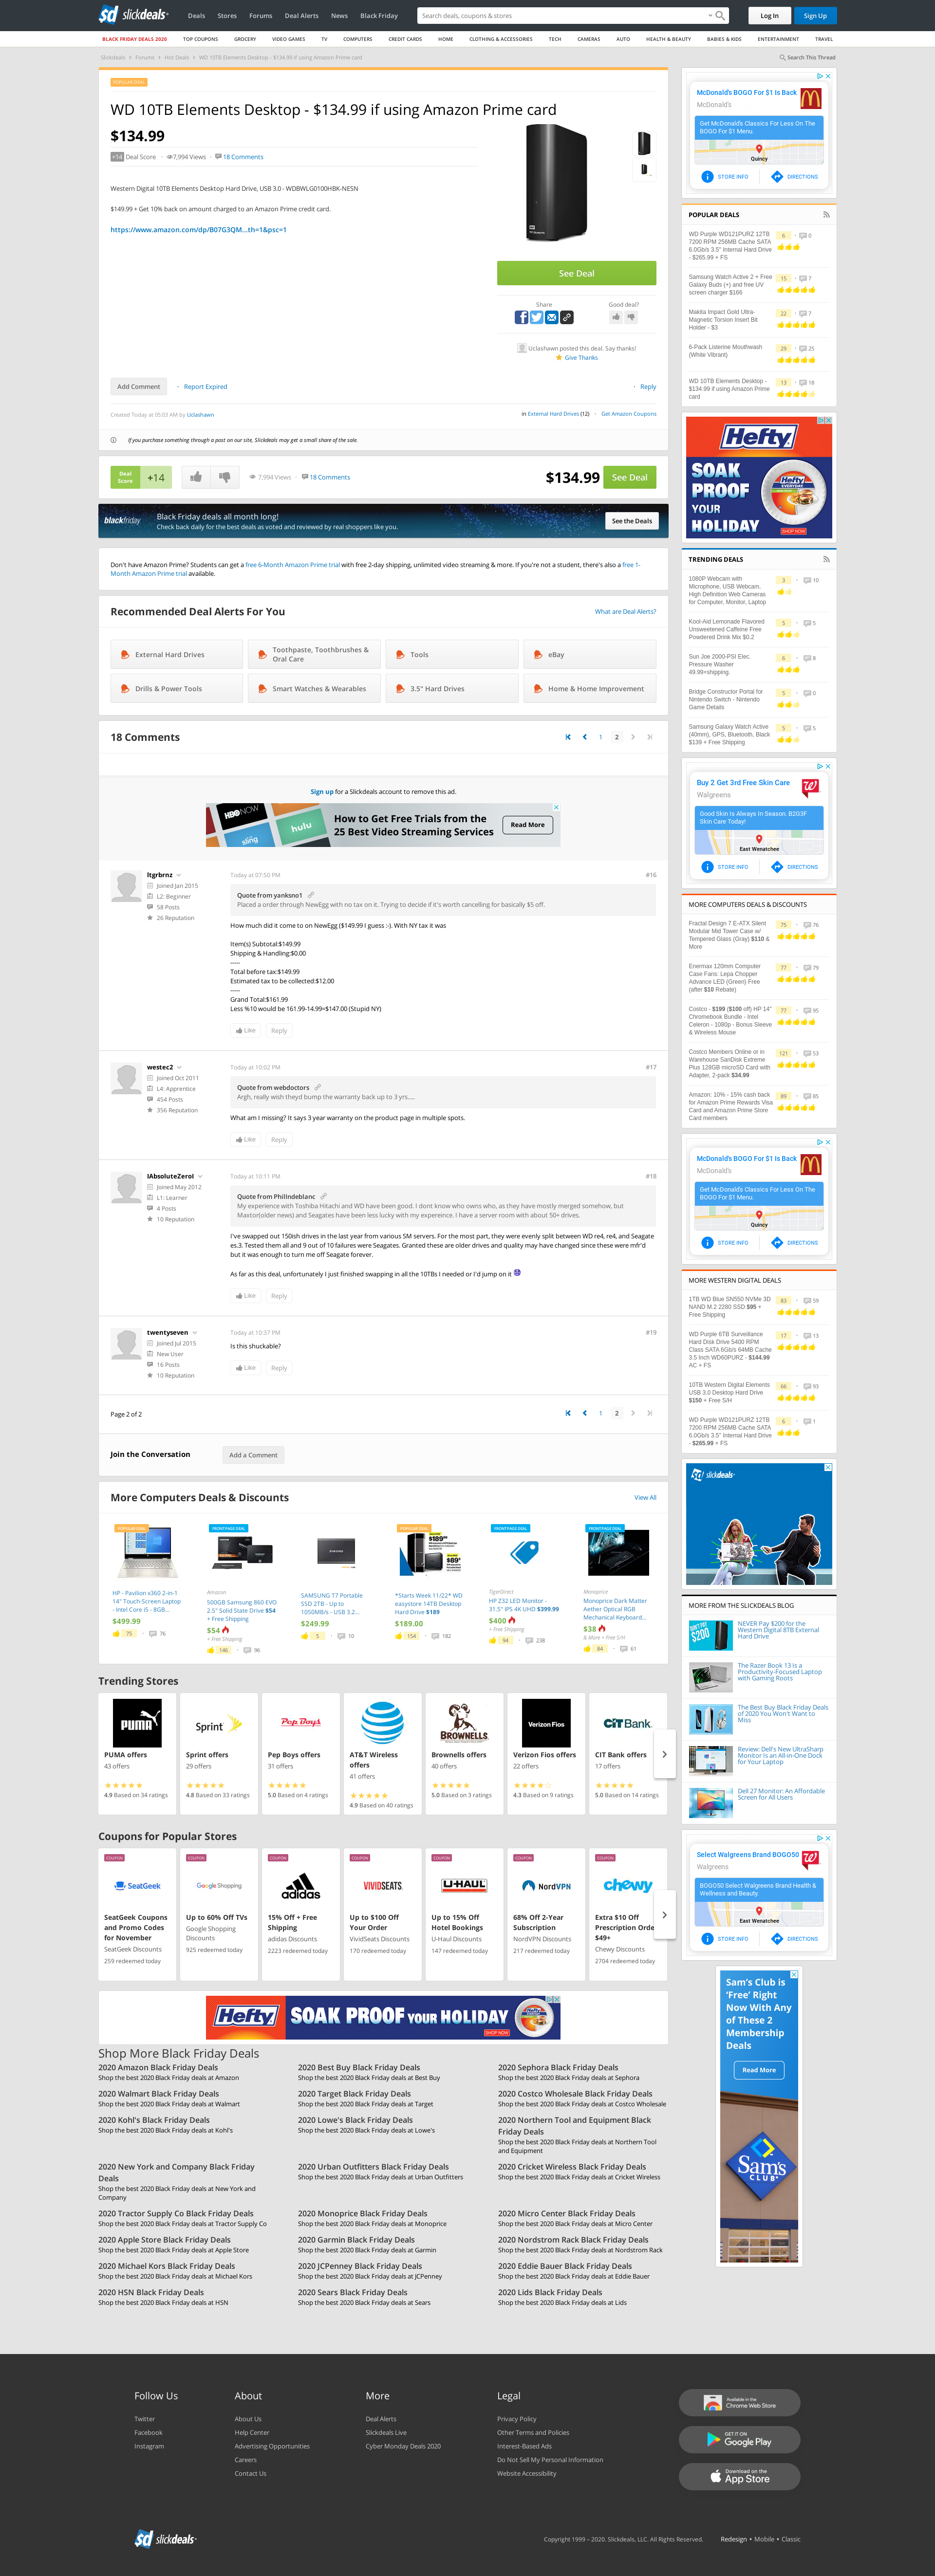 slickdeals
Deals
Stores
Forums
Deal Alerts
News
Black Friday
Search deals, coupons & stores
Log In
Sign Up
BLACK FRIDAY DEALS 2020
TOP COUPONS
GROCERY
VIDEO GAMES
TV
COMPUTERS
CREDIT CARDS
HOME
CLOTHING & ACCESSORIES
TECH
CAMERAS
AUTO
HEALTH & BEAUTY
BABIES & KIDS
ENTERTAINMENT
TRAVEL
Slickdeals
Forums
Hot Deals
WD 10TB Elements Desktop - $134.99 if using Amazon Prime card
Search This Thread
POPULAR DEAL
WD 10TB Elements Desktop - $134.99 if using Amazon Prime card
$134.99
+14 Deal Score
7,994 Views
18 Comments
Western Digital 10TB Elements Desktop Hard Drive, USB 3.0 - WDBWLG0100HBK-NESN
$149.99 + Get 10% back on amount charged to an Amazon Prime credit card.
https://www.amazon.com/dp/B07G3QM...th=1&psc=1
See Deal
Share
Good deal?
Uclashawn posted this deal. Say thanks!
Give Thanks
Add Comment
Report Expired
Reply
Created Today at 05:03 AM by Uclashawn
in External Hard Drives (12)
Get Amazon Coupons
If you purchase something through a post on our site, Slickdeals may get a small share of the sale.
Deal Score
+14
7,994 Views
18 Comments
$134.99
See Deal
blackfriday
Black Friday deals all month long!
Check back daily for the best deals as voted and reviewed by real shoppers like you.
See the Deals
Don't have Amazon Prime? Students can get a free 6-Month Amazon Prime trial with free 2-day shipping, unlimited video streaming & more. If you're not a student, there's also a free 1-
Month Amazon Prime trial available.
Recommended Deal Alerts For You
What are Deal Alerts?
External Hard Drives
Toothpaste, Toothbrushes & Oral Care
Tools
eBay
Drills & Power Tools
Smart Watches & Wearables
3.5" Hard Drives
Home & Home Improvement
18 Comments
1
2
Sign up for a Slickdeals account to remove this ad.
HBO NOW
hulu
sling
How to Get Free Trials from the
25 Best Video Streaming Services
Read More
ltgrbrnz
Joined Jan 2015
L2: Beginner
58 Posts
26 Reputation
Today at 07:50 PM
#16
Quote from yanksno1
Placed a order through NewEgg with no tax on it. Trying to decide if it's worth cancelling for basically $5 off.
How much did it come to on NewEgg ($149.99 I guess :-). With NY tax it was
Item(s) Subtotal:$149.99
Shipping & Handling:$0.00
-----
Total before tax:$149.99
Estimated tax to be collected:$12.00
-----
Grand Total:$161.99
Less %10 would be 161.99-14.99=$147.00 (Stupid NY)
Like
Reply
westec2
Joined Oct 2011
L4: Apprentice
454 Posts
356 Reputation
Today at 10:02 PM
#17
Quote from webdoctors
Argh, really wish theyd bump the warranty back up to 3 yrs.....
What am I missing? It says 3 year warranty on the product page in multiple spots.
Like
Reply
IAbsoluteZeroI
Joined May 2012
L1: Learner
4 Posts
10 Reputation
Today at 10:11 PM
#18
Quote from PhilIndeblanc
My experience with Toshiba Hitachi and WD have been good. I dont know who owns who, as they have mostly merged somehow, but
Maxtor(older news) and Seagates have been less lucky with my expereince. I have a server room with about 50+ drives.
I've swapped out 150ish drives in the last year from various SM servers. For the most part, they were evenly split between WD re4, re4, and Seagate
es.3. Tested them all and 9 out of 10 failures were Seagates. Granted these are older drives and quality may have changed since these were mfr'd
but it was enough to turn me off Seagate forever.
As far as this deal, unfortunately I just finished swapping in all the 10TBs I needed or I'd jump on it
Like
Reply
twentyseven
Joined Jul 2015
New User
16 Posts
10 Reputation
Today at 10:37 PM
#19
Is this shuckable?
Like
Reply
Page 2 of 2
1
2
Join the Conversation
Add a Comment
More Computers Deals & Discounts
View All
POPULAR DEAL
HP - Pavilion x360 2-in-1
14" Touch-Screen Laptop
- Intel Core i5 - 8GB...
$499.99
75
76
FRONTPAGE DEAL
Amazon
500GB Samsung 860 EVO
2.5" Solid State Drive $54
+ Free Shipping
$54
+ Free Shipping
146
96
SAMSUNG T7 Portable
SSD 2TB - Up to
1050MB/s - USB 3.2...
$249.99
5
10
POPULAR DEAL
*Starts Week 11/22* WD
easystore 14TB Desktop
Hard Drive $189
$189.00
154
182
FRONTPAGE DEAL
TigerDirect
HP Z32 LED Monitor -
31.5" IPS 4K UHD $399.99
$400
+ Free Shipping
94
238
FRONTPAGE DEAL
Monoprice
Monoprice Dark Matter
Aether Optical RGB
Mechanical Keyboard...
$38
& More + Free S/H
84
61
Trending Stores
PUMA
PUMA offers
43 offers
4.9 Based on 34 ratings
Sprint
Sprint offers
29 offers
4.8 Based on 33 ratings
Pep Boys
Pep Boys offers
31 offers
5.0 Based on 4 ratings
AT&T Wireless offers
41 offers
4.9 Based on 40 ratings
BROWNELLS
Brownells offers
40 offers
5.0 Based on 3 ratings
Verizon Fios
Verizon Fios offers
22 offers
4.3 Based on 9 ratings
CIT Bank
CIT Bank offers
17 offers
5.0 Based on 14 ratings
Coupons for Popular Stores
COUPON
SeatGeek
SeatGeek Coupons and Promo Codes for November
SeatGeek Discounts
259 redeemed today
COUPON
Google Shopping
Up to 60% Off TVs
Google Shopping Discounts
925 redeemed today
COUPON
adidas
15% Off + Free Shipping
adidas Discounts
2223 redeemed today
COUPON
VIVIDSEATS
Up to $100 Off Your Order
VividSeats Discounts
170 redeemed today
COUPON
U-HAUL
Up to 15% Off Hotel Bookings
U-Haul Discounts
147 redeemed today
COUPON
NordVPN
68% Off 2-Year Subscription
NordVPN Discounts
217 redeemed today
COUPON
chewy
Extra $10 Off Prescription Orde $49+
Chewy Discounts
2704 redeemed today
Hefty
SOAK PROOF YOUR HOLIDAY
SHOP NOW
Shop More Black Friday Deals
2020 Amazon Black Friday Deals
Shop the best 2020 Black Friday deals at Amazon
2020 Best Buy Black Friday Deals
Shop the best 2020 Black Friday deals at Best Buy
2020 Sephora Black Friday Deals
Shop the best 2020 Black Friday deals at Sephora
2020 Walmart Black Friday Deals
Shop the best 2020 Black Friday deals at Walmart
2020 Target Black Friday Deals
Shop the best 2020 Black Friday deals at Target
2020 Costco Wholesale Black Friday Deals
Shop the best 2020 Black Friday deals at Costco Wholesale
2020 Kohl's Black Friday Deals
Shop the best 2020 Black Friday deals at Kohl's
2020 Lowe's Black Friday Deals
Shop the best 2020 Black Friday deals at Lowe's
2020 Northern Tool and Equipment Black Friday Deals
Shop the best 2020 Black Friday deals at Northern Tool and Equipment
2020 New York and Company Black Friday Deals
Shop the best 2020 Black Friday deals at New York and Company
2020 Urban Outfitters Black Friday Deals
Shop the best 2020 Black Friday deals at Urban Outfitters
2020 Cricket Wireless Black Friday Deals
Shop the best 2020 Black Friday deals at Cricket Wireless
2020 Tractor Supply Co Black Friday Deals
Shop the best 2020 Black Friday deals at Tractor Supply Co
2020 Monoprice Black Friday Deals
Shop the best 2020 Black Friday deals at Monoprice
2020 Micro Center Black Friday Deals
Shop the best 2020 Black Friday deals at Micro Center
2020 Apple Store Black Friday Deals
Shop the best 2020 Black Friday deals at Apple Store
2020 Garmin Black Friday Deals
Shop the best 2020 Black Friday deals at Garmin
2020 Nordstrom Rack Black Friday Deals
Shop the best 2020 Black Friday deals at Nordstrom Rack
2020 Michael Kors Black Friday Deals
Shop the best 2020 Black Friday deals at Michael Kors
2020 JCPenney Black Friday Deals
Shop the best 2020 Black Friday deals at JCPenney
2020 Eddie Bauer Black Friday Deals
Shop the best 2020 Black Friday deals at Eddie Bauer
2020 HSN Black Friday Deals
Shop the best 2020 Black Friday deals at HSN
2020 Sears Black Friday Deals
Shop the best 2020 Black Friday deals at Sears
2020 Lids Black Friday Deals
Shop the best 2020 Black Friday deals at Lids
McDonald's BOGO For $1 Is Back
McDonald's
Get McDonald's Classics For Less On The
BOGO For $1 Menu.
Quincy
STORE INFO
DIRECTIONS
POPULAR DEALS
WD Purple WD121PURZ 12TB
7200 RPM 256MB Cache SATA
6.0Gb/s 3.5" Internal Hard Drive
- $265.99 + FS
6
0
Samsung Watch Active 2 + Free
Galaxy Buds (+) and free UV
screen charger $166
15
7
Makita Impact Gold Ultra-
Magnetic Torsion Insert Bit
Holder - $3
22
7
6-Pack Listerine Mouthwash
(White Vibrant)
29
25
WD 10TB Elements Desktop -
$134.99 if using Amazon Prime
card
13
18
Hefty
SOAK
PROOF
YOUR
HOLIDAY
Hefty EVERYDAY
SHOP NOW
TRENDING DEALS
1080P Webcam with
Microphone, USB Webcam,
High Definition Web Cameras
for Computer, Monitor, Laptop
3
10
Kool-Aid Lemonade Flavored
Unsweetened Caffeine Free
Powdered Drink Mix $0.2
5
5
Sun Joe 2000-PSI Elec.
Pressure Washer
49.99+shipping.
6
8
Bridge Constructor Portal for
Nintendo Switch - Nintendo
Game Details
5
0
Samsung Galaxy Watch Active
(40mm), GPS, Bluetooth, Black
$139 + Free Shipping
5
5
Buy 2 Get 3rd Free Skin Care
Walgreens
Good Skin Is Always In Season. B2G3F
Skin Care Today!
East Wenatchee
STORE INFO
DIRECTIONS
MORE COMPUTERS DEALS & DISCOUNTS
Fractal Design 7 E-ATX Silent
Modular Mid Tower Case w/
Tempered Glass (Gray) $110 &
More
75
76
Enermax 120mm Computer
Case Fans: Lepa Chopper
Advance LED (Green) Free
(after $10 Rebate)
77
79
Costco - $199 ($100 off) HP 14"
Chromebook Bundle - Intel
Celeron - 1080p - Bonus Sleeve
& Wireless Mouse
77
95
Costco Members Online or in
Warehouse SanDisk Extreme
Plus 128GB microSD Card with
Adapter, 2-pack $34.99
121
53
Amazon: 10% - 15% cash back
for Amazon Prime Rewards Visa
Card and Amazon Prime Store
Card members
89
85
McDonald's BOGO For $1 Is Back
McDonald's
Get McDonald's Classics For Less On The
BOGO For $1 Menu.
Quincy
STORE INFO
DIRECTIONS
MORE WESTERN DIGITAL DEALS
1TB WD Blue SN550 NVMe 3D
NAND M.2 2280 SSD $95 +
Free Shipping
83
59
WD Purple 6TB Surveillance
Hard Disk Drive 5400 RPM
Class SATA 6Gb/s 64MB Cache
3.5 Inch WD60PURZ - $144.99
AC + FS
17
13
10TB Western Digital Elements
USB 3.0 Desktop Hard Drive
$150 + Free S/H
66
93
WD Purple WD121PURZ 12TB
7200 RPM 256MB Cache SATA
6.0Gb/s 3.5" Internal Hard Drive
- $265.99 + FS
6
1
slickdeals
MORE FROM THE SLICKDEALS BLOG
DON'T PAY
$200
NEVER Pay $200 for the
Western Digital 8TB External
Hard Drive
The Razer Book 13 Is a
Productivity-Focused Laptop
with Gaming Roots
The Best Buy Black Friday Deals
of 2020 You Won't Want to
Miss
Review: Dell's New UltraSharp
Monitor Is an All-in-One Dock
for Your Laptop
Dell 27 Monitor: An Affordable
Screen for All Users
Select Walgreens Brand BOGO50
Walgreens
BOGO50 Select Walgreens Brand Health &
Wellness and Beauty.
East Wenatchee
STORE INFO
DIRECTIONS
Sam's Club is
'Free' Right
Now With Any
of These 2
Membership
Deals
Read More
Sam's
CLUB
Follow Us
Twitter
Facebook
Instagram
About
About Us
Help Center
Advertising Opportunities
Careers
Contact Us
More
Deal Alerts
Slickdeals Live
Cyber Monday Deals 2020
Legal
Privacy Policy
Other Terms and Policies
Interest-Based Ads
Do Not Sell My Personal Information
Website Accessibility
Available in the
Chrome Web Store
GET IT ON
Google Play
Download on the
App Store
slickdeals
Copyright 1999 – 2020. Slickdeals, LLC. All Rights Reserved.
Redesign • Mobile • Classic